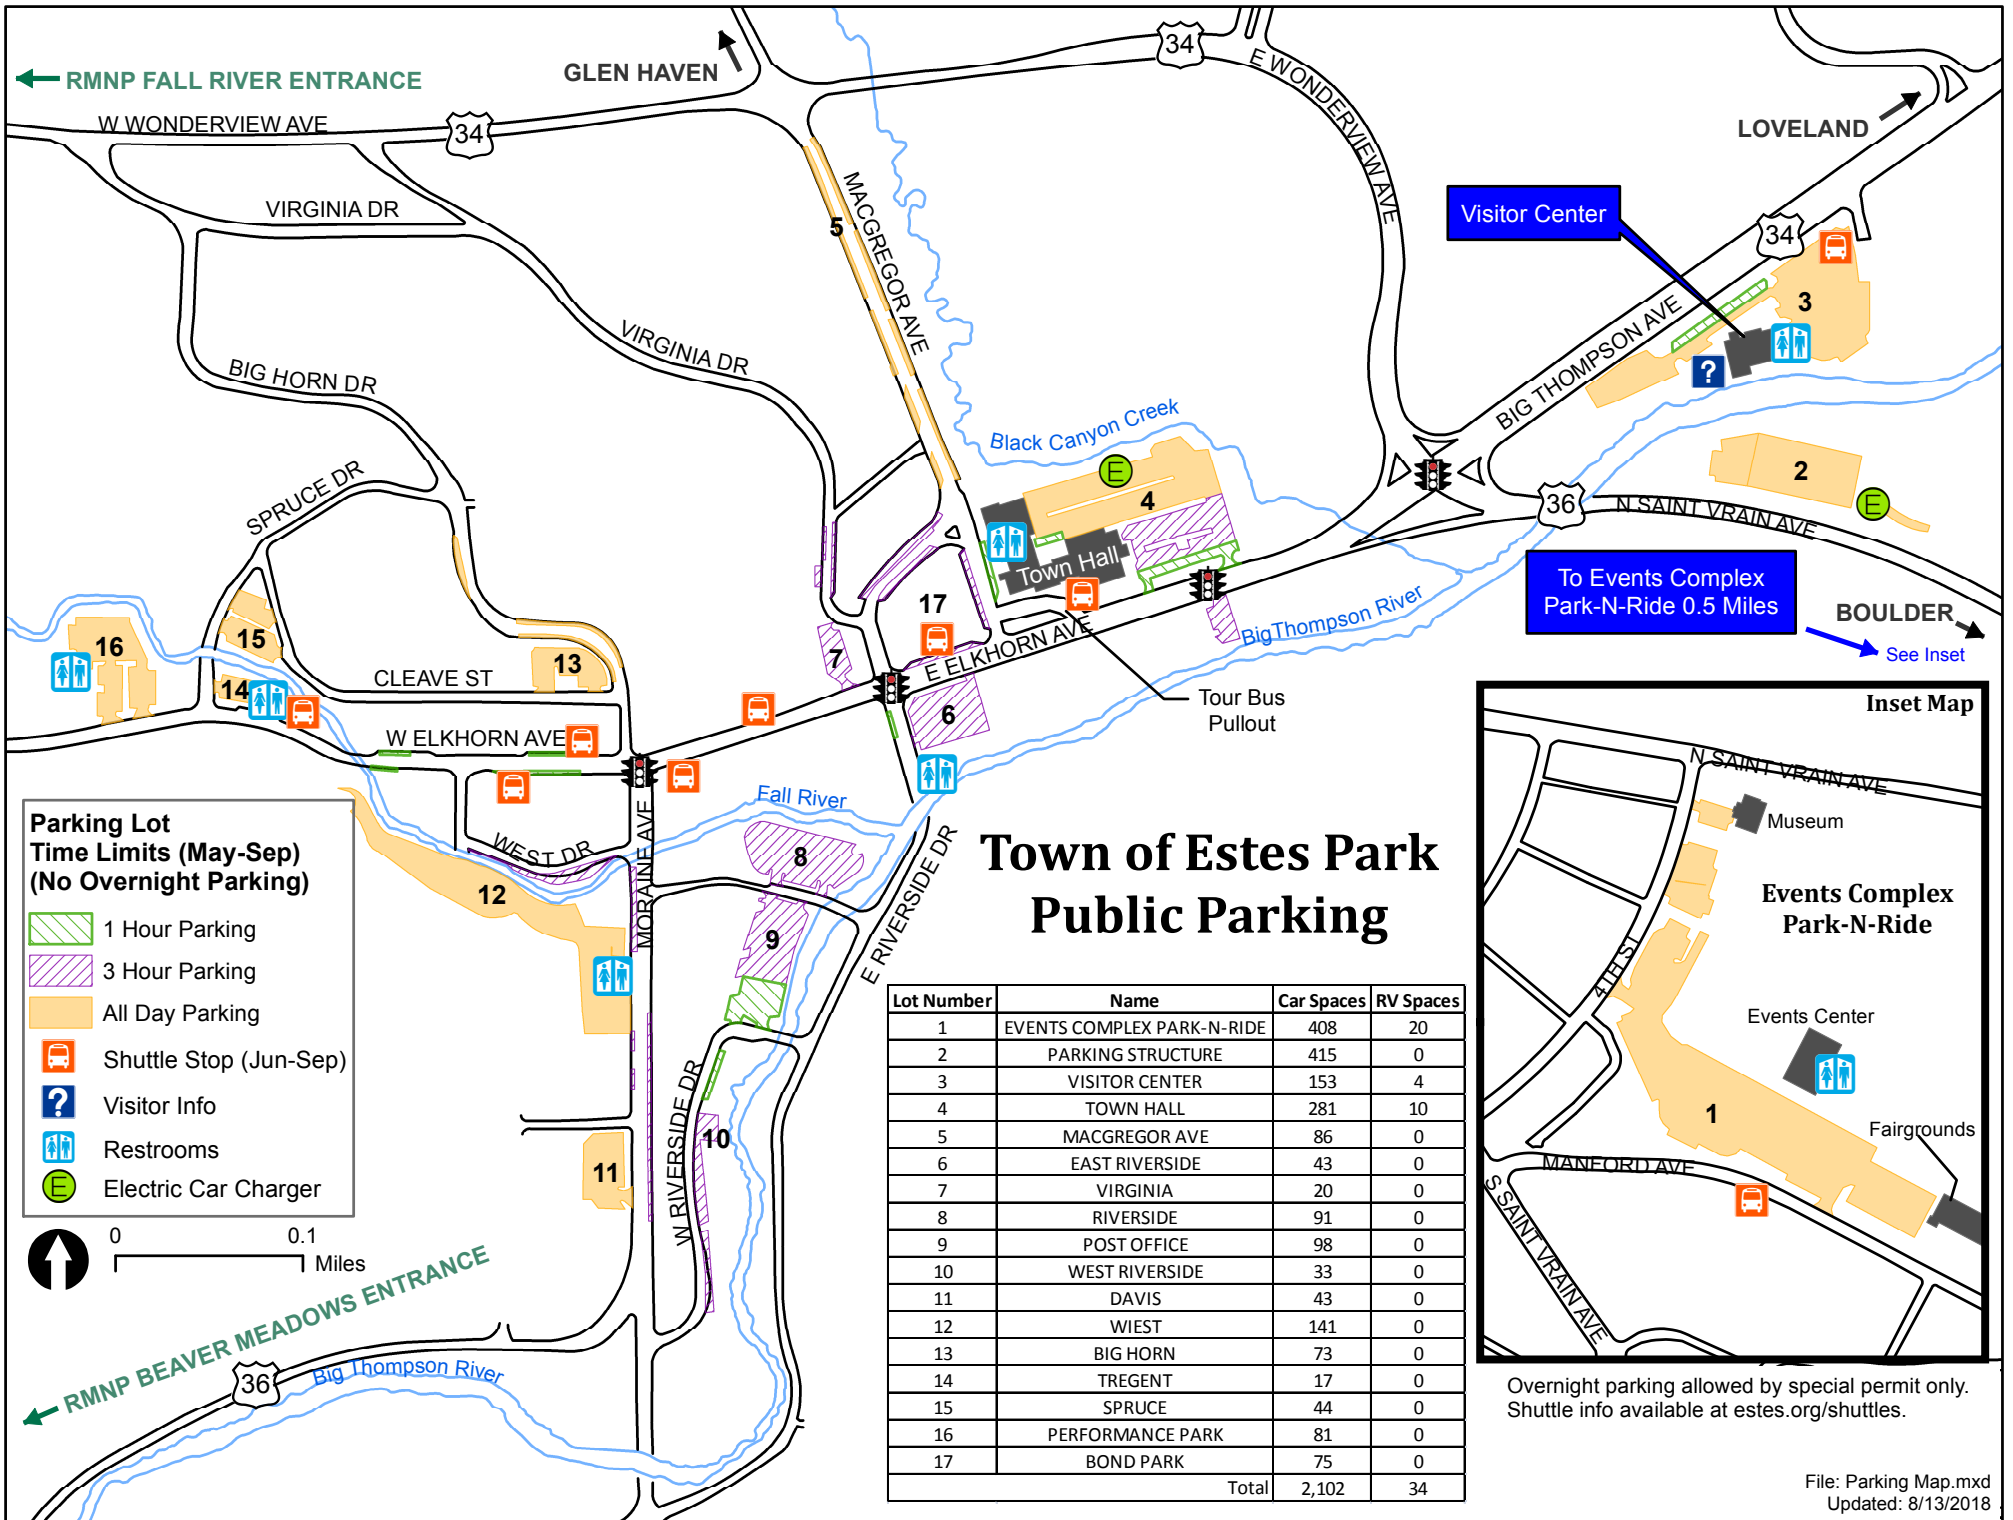 RMNP FALL RIVER ENTRANCE
GLEN HAVEN
34
34
E WONDERVIEW AVE
LOVELAND
W WONDERVIEW AVE
VIRGINIA DR
MACGREGOR AVE
5
Visitor Center
34
3
VIRGINIA DR
BIG HORN DR
BIG THOMPSON AVE
?
Black Canyon Creek
E
4
2
E
SPRUCE DR
36
N SAINT VRAIN AVE
Town Hall
To Events Complex
Park-N-Ride 0.5 Miles
BOULDER
See Inset
17
BigThompson River
16
15
7
13
14
CLEAVE ST
E ELKHORN AVE
6
Tour Bus
Pullout
W ELKHORN AVE
Fall River
WEST DR
MORAINE AVE
8
12
9
E RIVERSIDE DR
W RIVERSIDE DR
10
11
Town of Estes Park
Public Parking
Parking Lot
Time Limits (May-Sep)
(No Overnight Parking)
1 Hour Parking
3 Hour Parking
All Day Parking
Shuttle Stop (Jun-Sep)
? Visitor Info
Restrooms
E Electric Car Charger
0 0.1
Miles
RMNP BEAVER MEADOWS ENTRANCE
36
Big Thompson River
Lot Number Name Car Spaces RV Spaces
1 EVENTS COMPLEX PARK-N-RIDE 408 20
2 PARKING STRUCTURE 415 0
3 VISITOR CENTER 153 4
4 TOWN HALL 281 10
5 MACGREGOR AVE 86 0
6 EAST RIVERSIDE 43 0
7 VIRGINIA 20 0
8 RIVERSIDE 91 0
9 POST OFFICE 98 0
10 WEST RIVERSIDE 33 0
11 DAVIS 43 0
12 WIEST 141 0
13 BIG HORN 73 0
14 TREGENT 17 0
15 SPRUCE 44 0
16 PERFORMANCE PARK 81 0
17 BOND PARK 75 0
Total 2,102 34
Inset Map
N SAINT VRAIN AVE
Museum
Events Complex
Park-N-Ride
4TH ST
Events Center
1
Fairgrounds
MANFORD AVE
S SAINT VRAIN AVE
Overnight parking allowed by special permit only.
Shuttle info available at estes.org/shuttles.
File: Parking Map.mxd
Updated: 8/13/2018